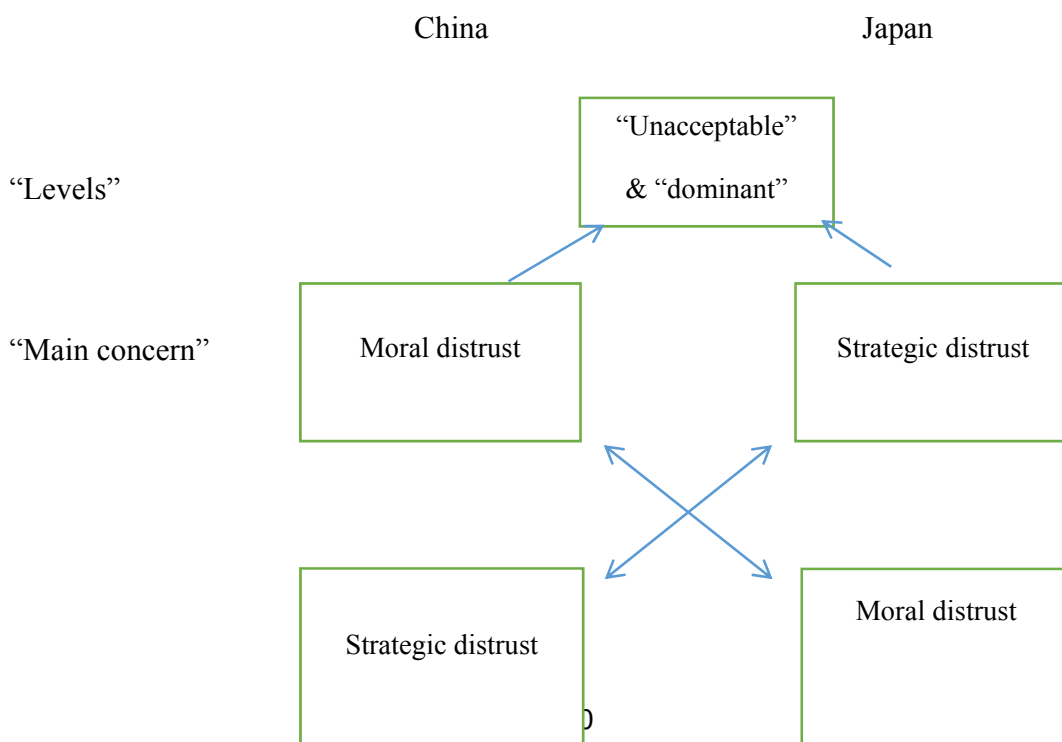 China Japan
“Unacceptable”
“Levels” & “dominant”
“Main concern” Moral distrust Strategic distrust
Moral distrust
Strategic distrust